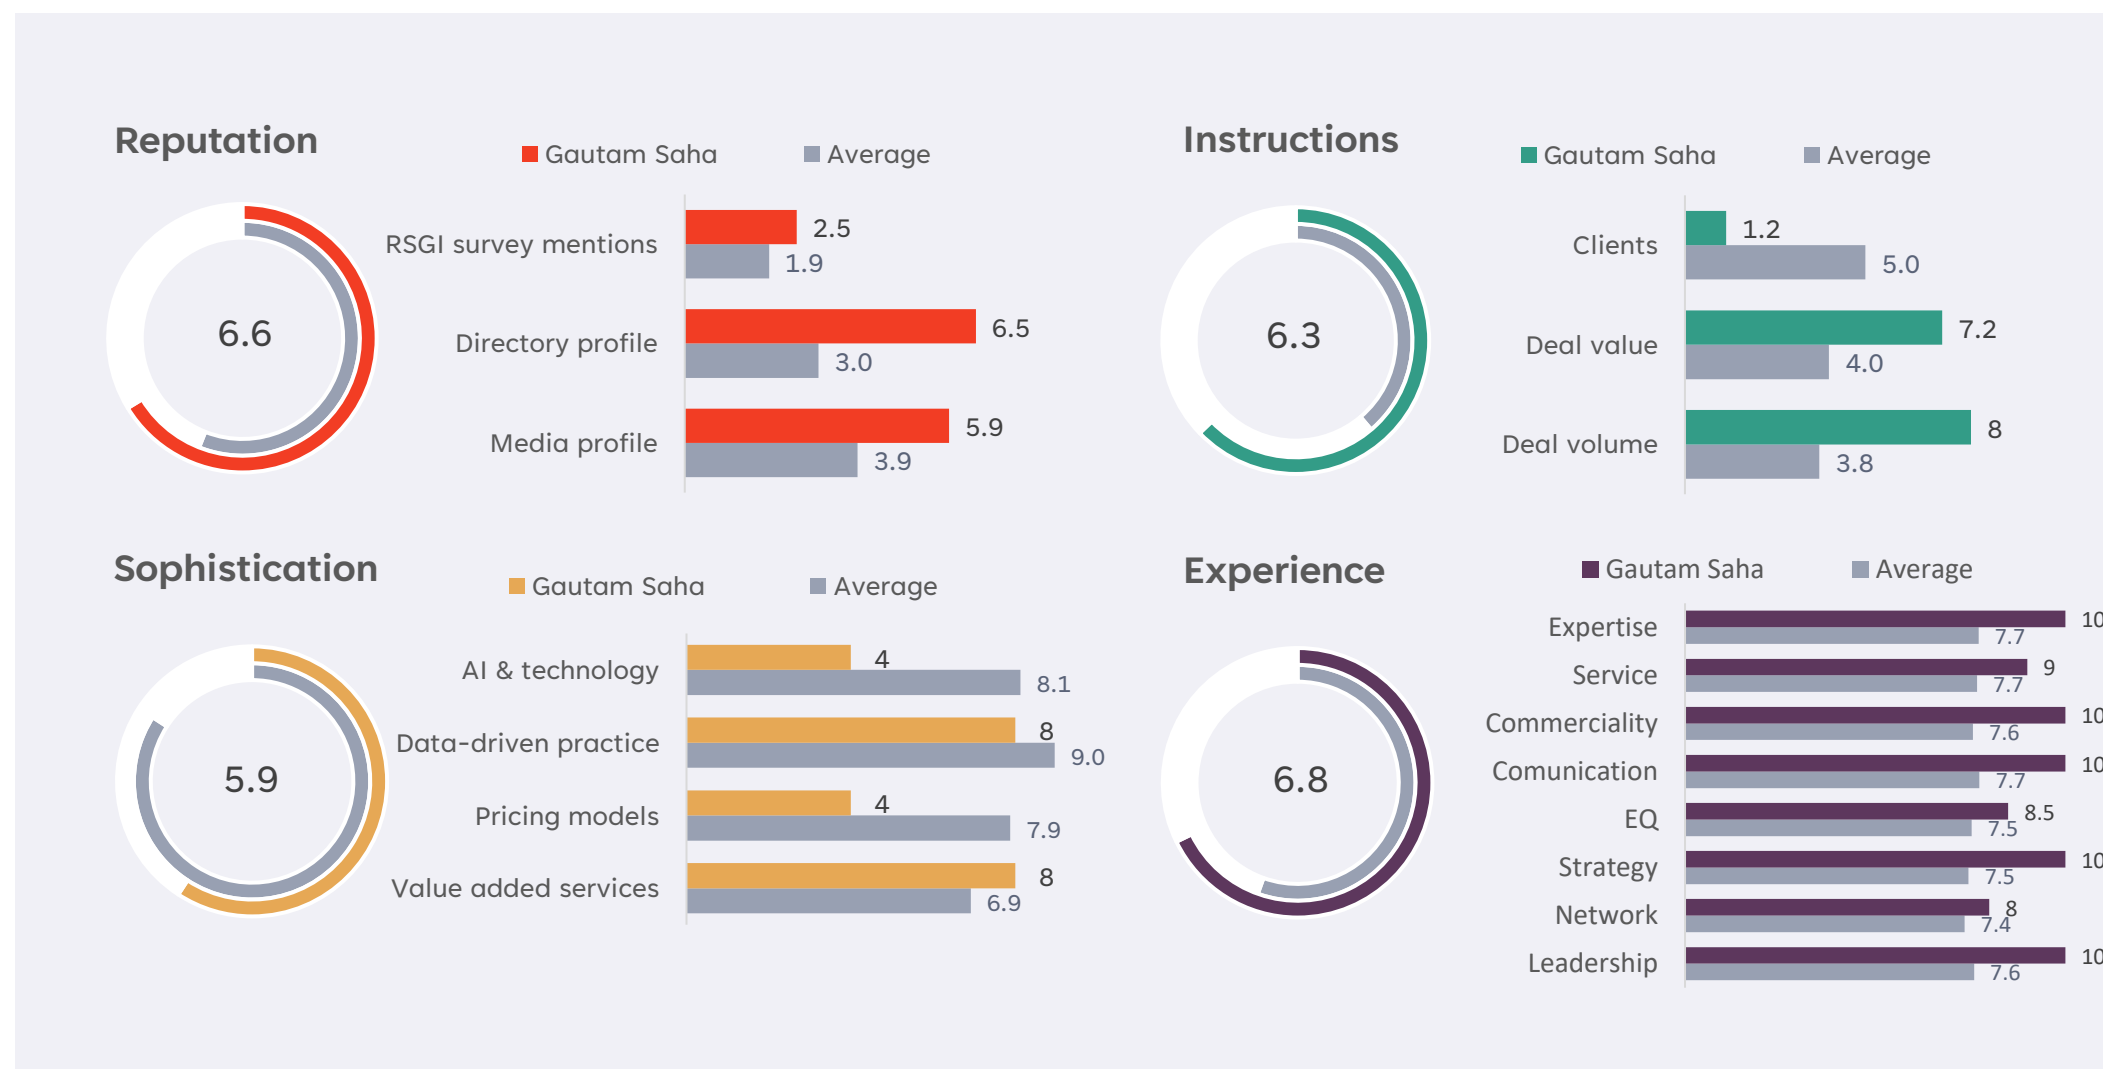 Reputation
Gautam Saha Average
6.6
RSGI survey mentions 2.5
1.9
Directory profile 6.5
3.0
Media profile 5.9
3.9
Instructions
Gautam Saha Average
6.3
Clients 1.2
5.0
Deal value 7.2
4.0
Deal volume 8
3.8
Sophistication
Gautam Saha Average
5.9
AI & technology 4
8.1
Data-driven practice 8
9.0
Pricing models 4
7.9
Value added services 8
6.9
Experience
Gautam Saha Average
6.8
Expertise 10
7.7
Service 9
7.7
Commerciality 10
7.6
Comunication 10
7.7
EQ 8.5
7.5
Strategy 10
7.5
Network 8
7.4
Leadership 10
7.6